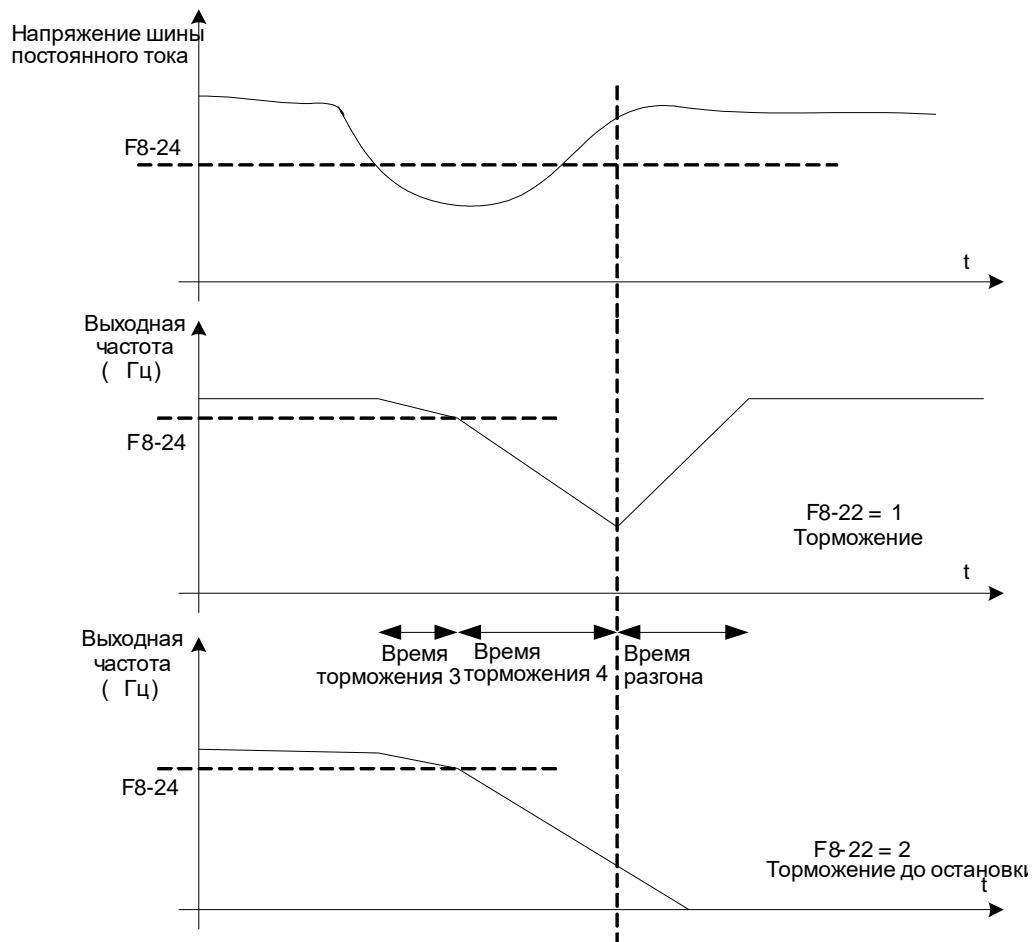 Напряжение шины
постоянного тока
F8-24
t
Выходная
частота
( Гц)
F8-24
F8-22 = 1
Торможение
t
Выходная
частота
( Гц)
Время
торможения 3
Время
торможения 4
Время
разгона
F8-24
F8-22 = 2
Торможение до остановки
t